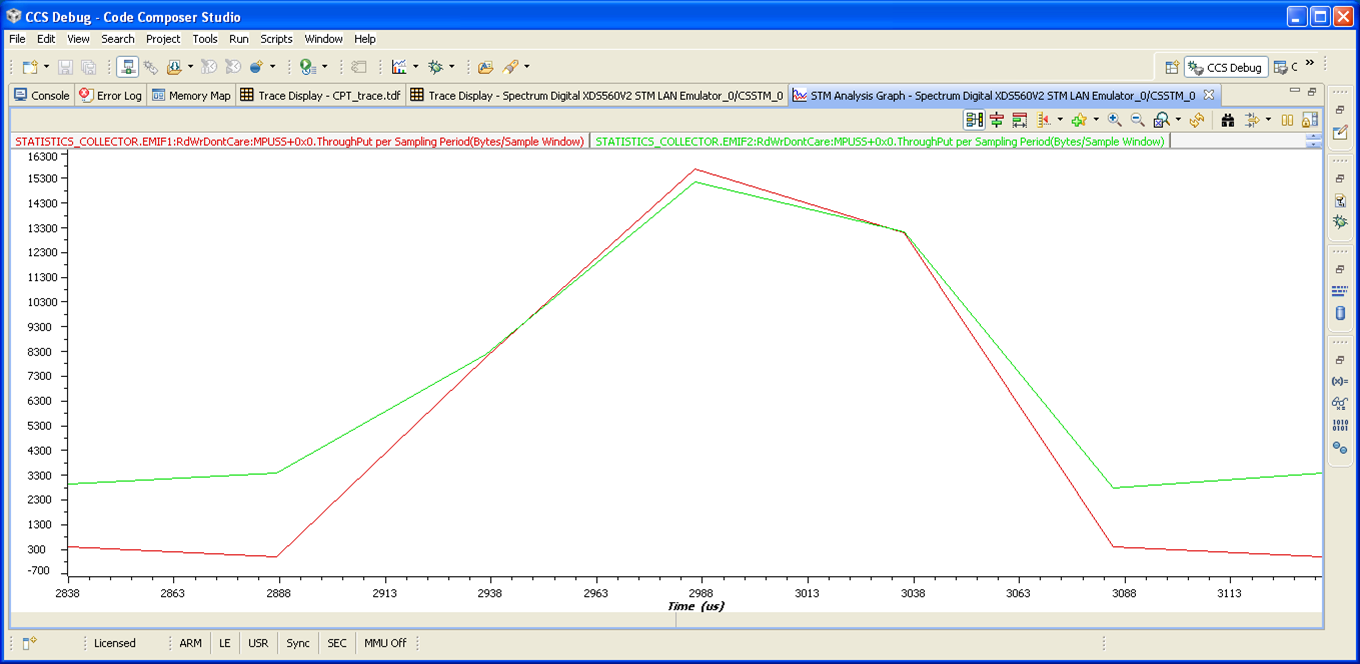 CCS Debug - Code Composer Studio
File Edit View Search Project Tools Run Scripts Window Help
CCS Debug C »
Console Error Log Memory Map Trace Display - CPT_trace.tdf Trace Display - Spectrum Digital XDS560V2 STM LAN Emulator_0/CSSTM_0 STM Analysis Graph - Spectrum Digital XDS560V2 STM LAN Emulator_0/CSSTM_0
STATISTICS_COLLECTOR.EMIF1:RdWrDontCare:MPUSS+0x0.ThroughPut per Sampling Period(Bytes/Sample Window) STATISTICS_COLLECTOR.EMIF2:RdWrDontCare:MPUSS+0x0.ThroughPut per Sampling Period(Bytes/Sample Window)
16300
15300
14300
13300
12300
11300
10300
9300
8300
7300
6300
5300
4300
3300
2300
1300
300
-700
2838 2863 2888 2913 2938 2963 2988 3013 3038 3063 3088 3113
Time (us)
(x)=
1010
0101
Licensed ARM LE USR Sync SEC MMU Off